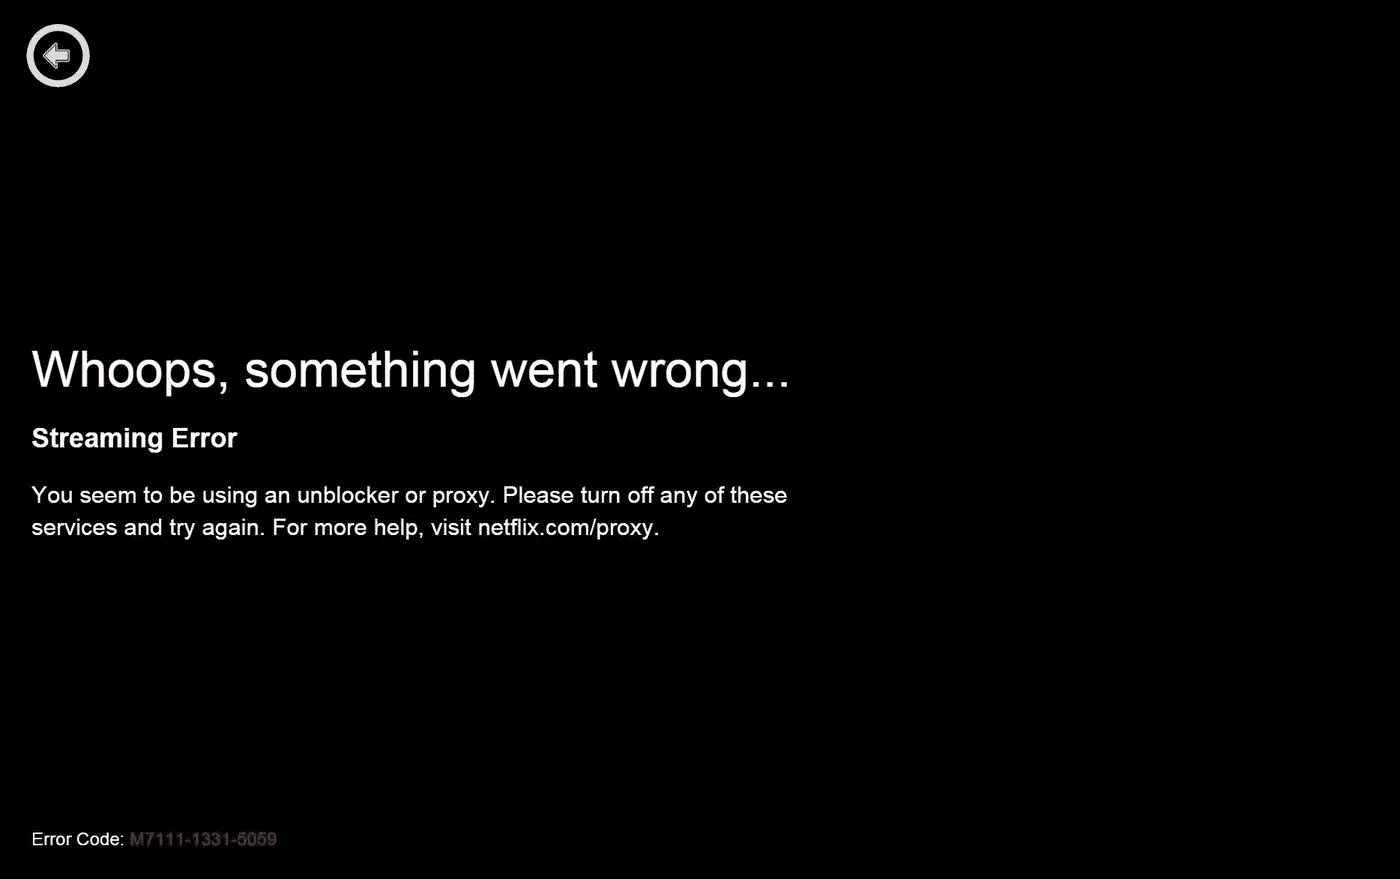 Whoops, something went wrong...
Streaming Error
You seem to be using an unblocker or proxy. Please turn off any of these
services and try again. For more help, visit netflix.com/proxy.
Error Code: M7111-1331-5059